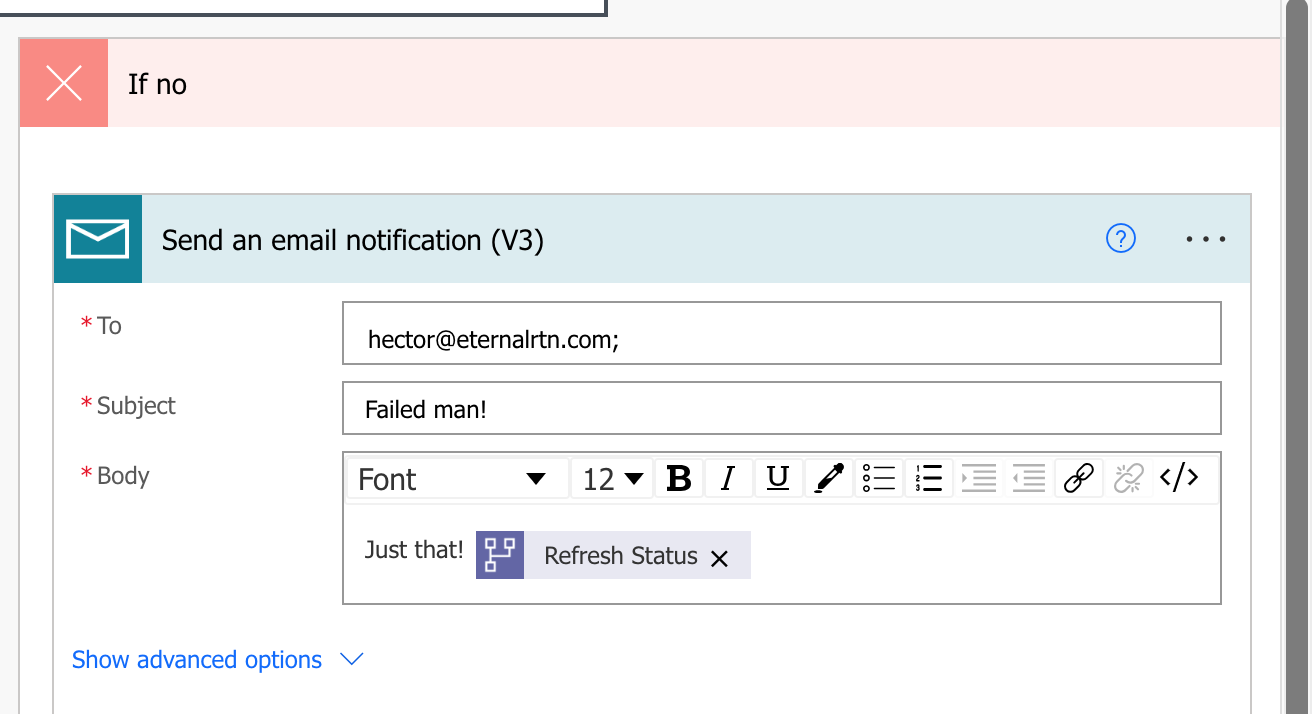 If no
Send an email notification (V3)
?
* To
hector@eternalrtn.com;
* Subject
Failed man!
* Body
Font 12 B I U </>
Just that! Refresh Status
Show advanced options